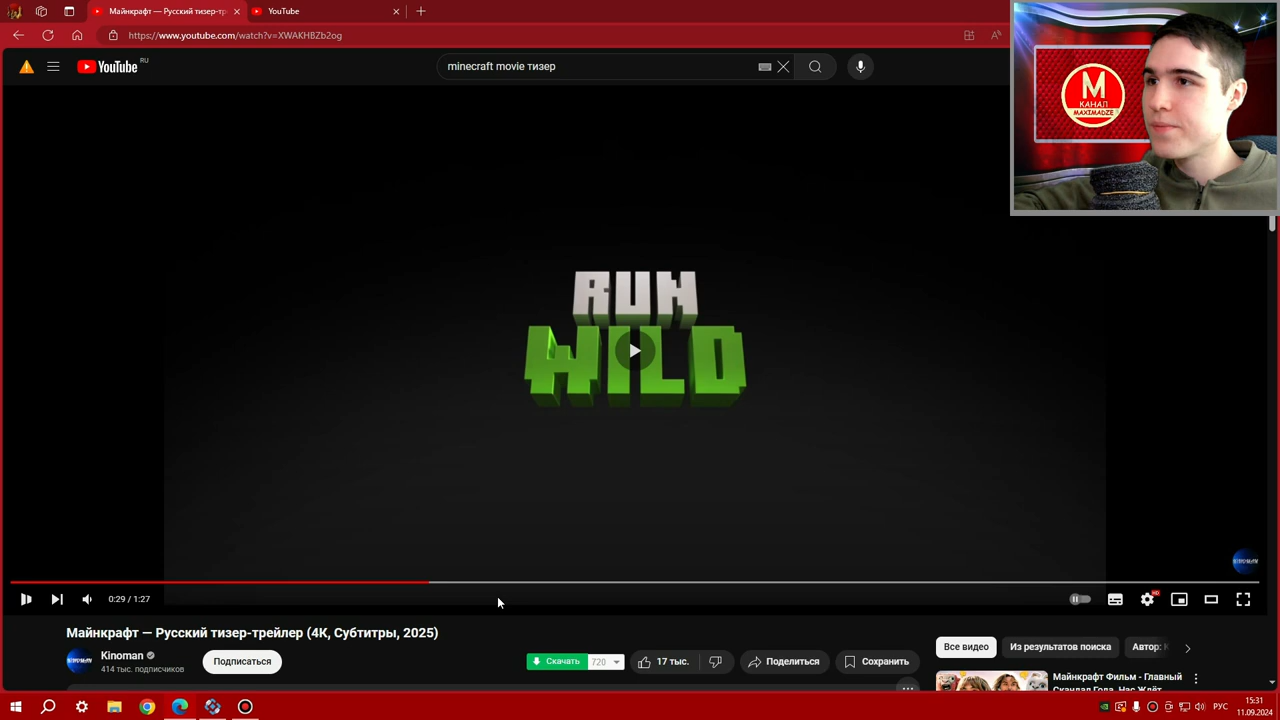 Майнкрафт — Русский тизер-тр
YouTube
https://www.youtube.com/watch?v=XWAKHBZb2og
YouTube RU
minecraft movie тизер
М
КАНАЛ
MAXIMADZE
RUN
WILD
0:29 / 1:27
HD
Майнкрафт — Русский тизер-трейлер (4K, Субтитры, 2025)
Kinoman
414 тыс. подписчиков
Подписаться
Скачать 720
17 тыс.
Поделиться
Сохранить
Все видео
Из результатов поиска
Автор: K
Майнкрафт Фильм - Главный
Скандал Года. Нас Ждёт
РУС
15:31
11.09.2024